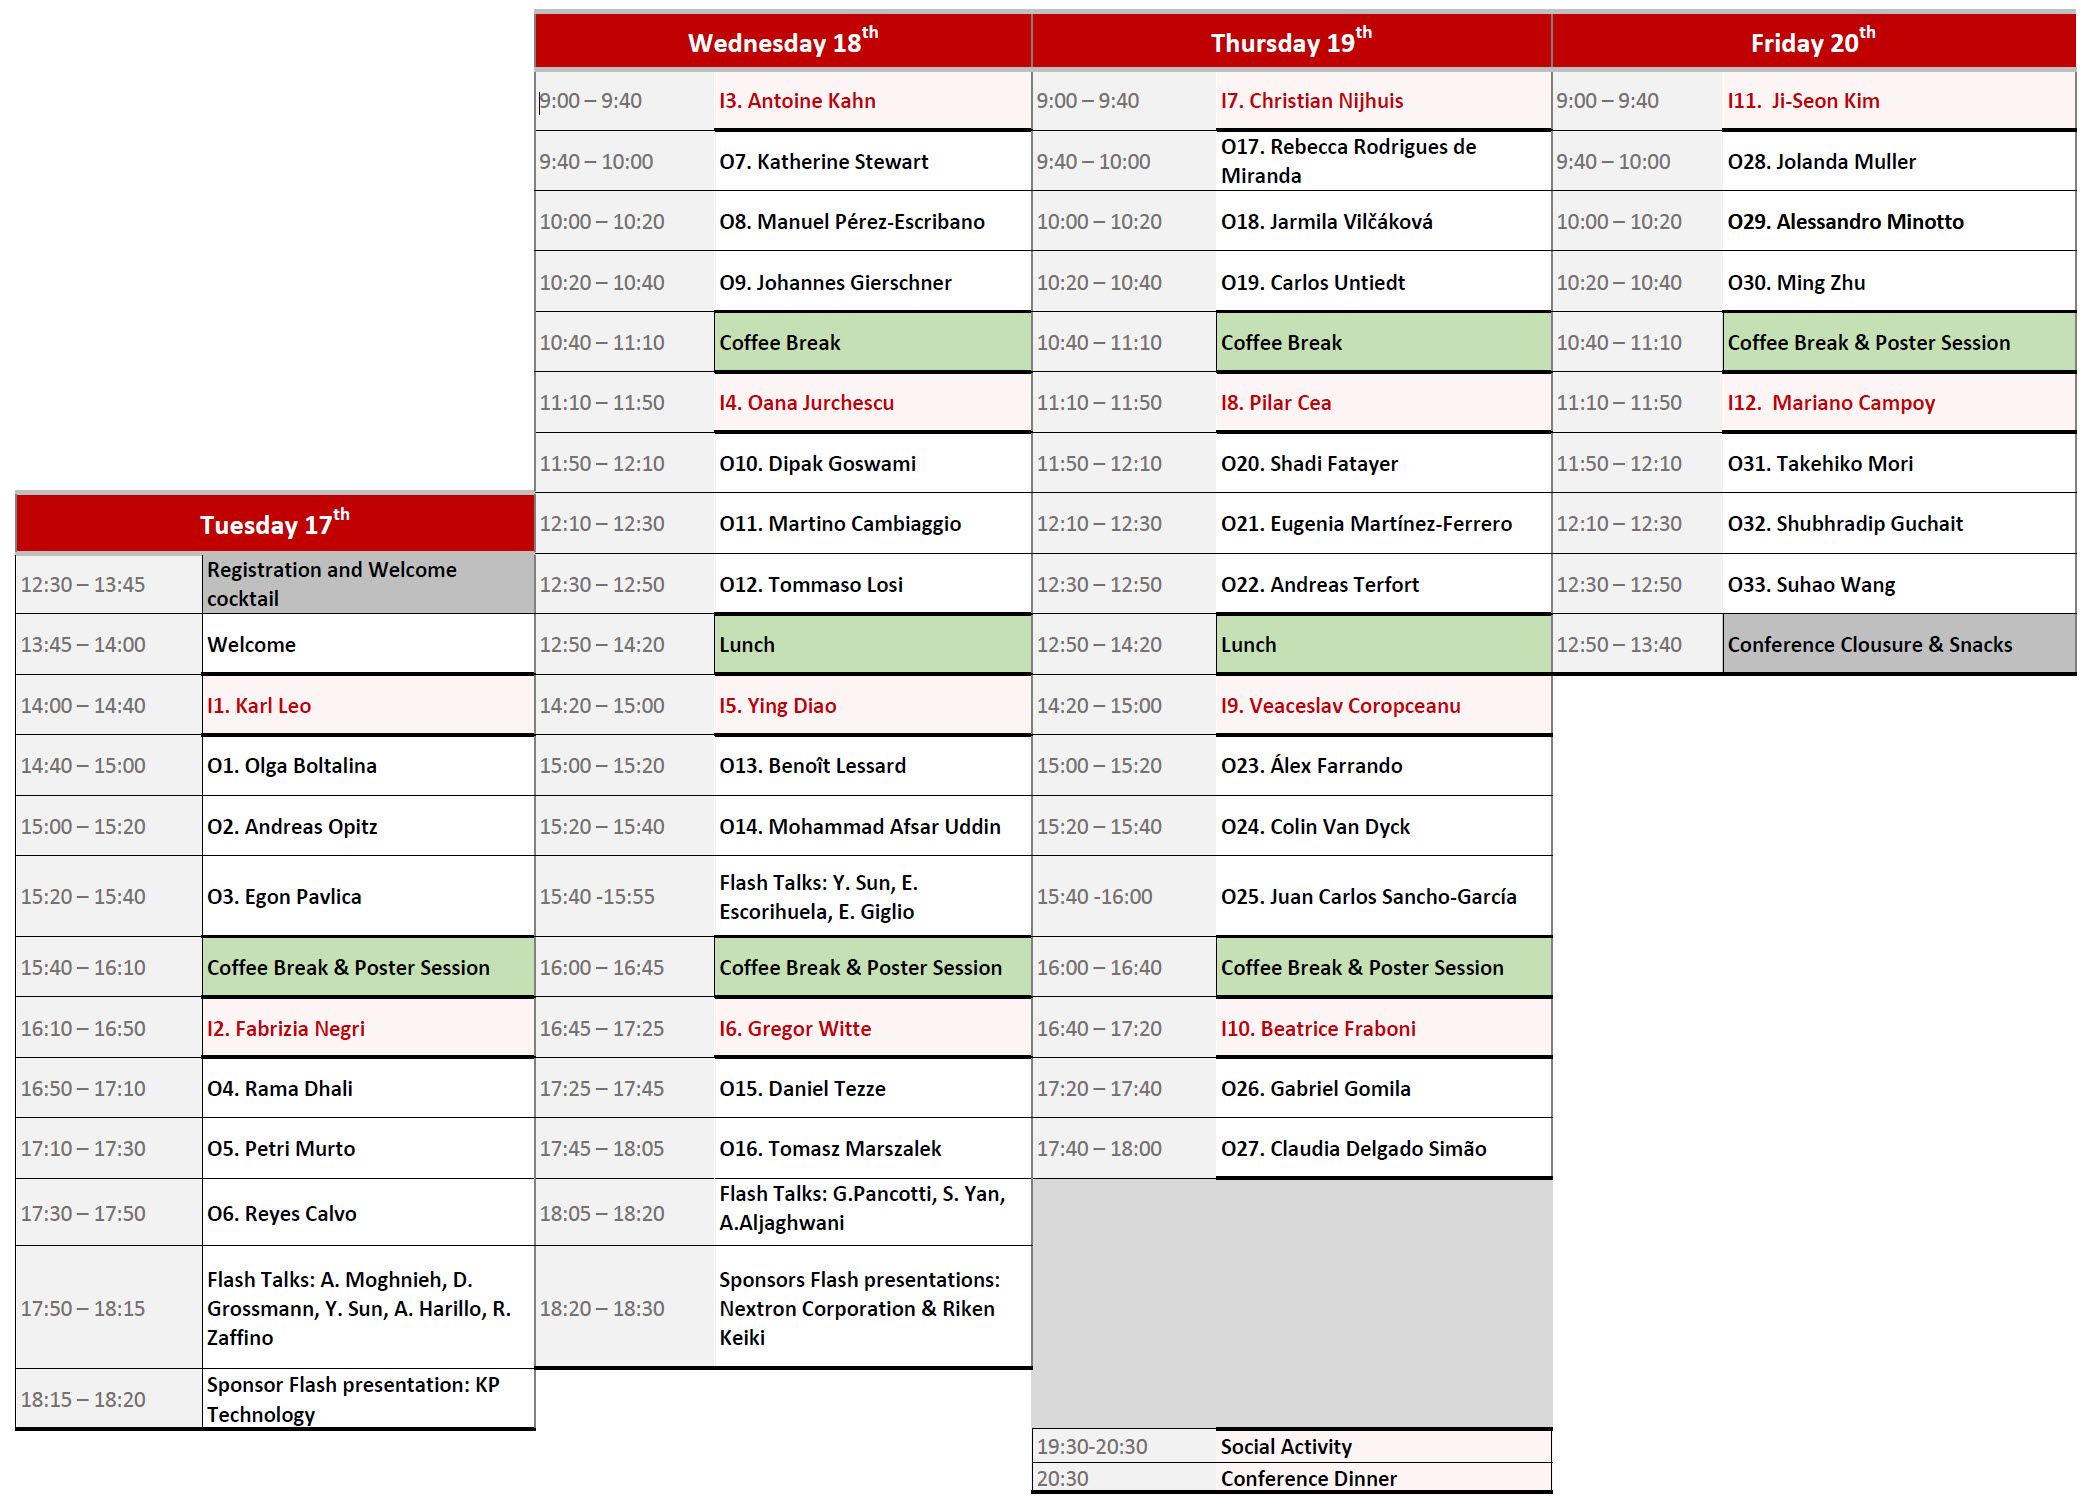 Tuesday 17th
12:30 – 13:45 Registration and Welcome
cocktail
13:45 – 14:00 Welcome
14:00 – 14:40 I1. Karl Leo
14:40 – 15:00 O1. Olga Boltalina
15:00 – 15:20 O2. Andreas Opitz
15:20 – 15:40 O3. Egon Pavlica
15:40 – 16:10 Coffee Break & Poster Session
16:10 – 16:50 I2. Fabrizia Negri
16:50 – 17:10 O4. Rama Dhali
17:10 – 17:30 O5. Petri Murto
17:30 – 17:50 O6. Reyes Calvo
17:50 – 18:15 Flash Talks: A. Moghnieh, D.
Grossmann, Y. Sun, A. Harillo, R.
Zaffino
18:15 – 18:20 Sponsor Flash presentation: KP
Technology
Wednesday 18th
9:00 – 9:40 I3. Antoine Kahn
9:40 – 10:00 O7. Katherine Stewart
10:00 – 10:20 O8. Manuel Pérez-Escribano
10:20 – 10:40 O9. Johannes Gierschner
10:40 – 11:10 Coffee Break
11:10 – 11:50 I4. Oana Jurchescu
11:50 – 12:10 O10. Dipak Goswami
12:10 – 12:30 O11. Martino Cambiaggio
12:30 – 12:50 O12. Tommaso Losi
12:50 – 14:20 Lunch
14:20 – 15:00 I5. Ying Diao
15:00 – 15:20 O13. Benoît Lessard
15:20 – 15:40 O14. Mohammad Afsar Uddin
15:40 -15:55 Flash Talks: Y. Sun, E.
Escorihuela, E. Giglio
16:00 – 16:45 Coffee Break & Poster Session
16:45 – 17:25 I6. Gregor Witte
17:25 – 17:45 O15. Daniel Tezze
17:45 – 18:05 O16. Tomasz Marszalek
18:05 – 18:20 Flash Talks: G.Pancotti, S. Yan,
A.Aljaghwani
18:20 – 18:30 Sponsors Flash presentations:
Nextron Corporation & Riken
Keiki
Thursday 19th
9:00 – 9:40 I7. Christian Nijhuis
9:40 – 10:00 O17. Rebecca Rodrigues de
Miranda
10:00 – 10:20 O18. Jarmila Vilčáková
10:20 – 10:40 O19. Carlos Untiedt
10:40 – 11:10 Coffee Break
11:10 – 11:50 I8. Pilar Cea
11:50 – 12:10 O20. Shadi Fatayer
12:10 – 12:30 O21. Eugenia Martínez-Ferrero
12:30 – 12:50 O22. Andreas Terfort
12:50 – 14:20 Lunch
14:20 – 15:00 I9. Veaceslav Coropceanu
15:00 – 15:20 O23. Álex Farrando
15:20 – 15:40 O24. Colin Van Dyck
15:40 -16:00 O25. Juan Carlos Sancho-García
16:00 – 16:40 Coffee Break & Poster Session
16:40 – 17:20 I10. Beatrice Fraboni
17:20 – 17:40 O26. Gabriel Gomila
17:40 – 18:00 O27. Claudia Delgado Simão
19:30-20:30 Social Activity
20:30 Conference Dinner
Friday 20th
9:00 – 9:40 I11. Ji-Seon Kim
9:40 – 10:00 O28. Jolanda Muller
10:00 – 10:20 O29. Alessandro Minotto
10:20 – 10:40 O30. Ming Zhu
10:40 – 11:10 Coffee Break & Poster Session
11:10 – 11:50 I12. Mariano Campoy
11:50 – 12:10 O31. Takehiko Mori
12:10 – 12:30 O32. Shubhradip Guchait
12:30 – 12:50 O33. Suhao Wang
12:50 – 13:40 Conference Clousure & Snacks